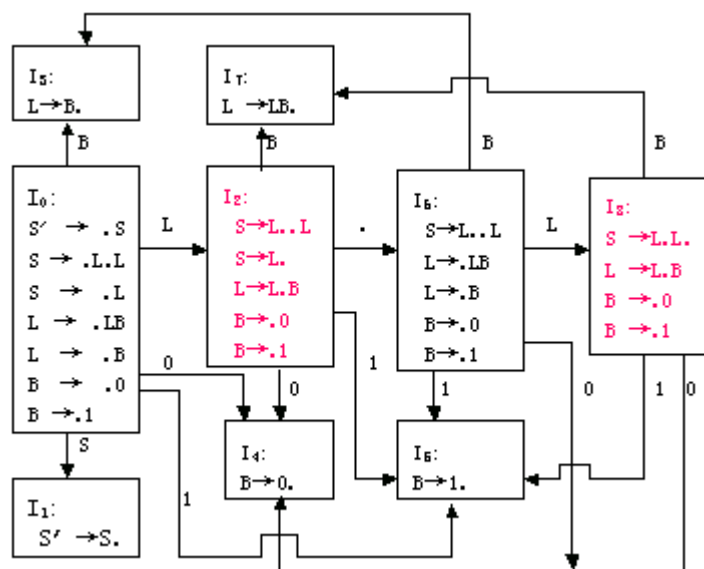 I₃:
L→B.
I₇:
L →LB.
B
B
B
B
I₀:
S′ → .S
S → .L.L
S → .L
L → .LB
L → .B
B → .0
B →.1
L
I₂:
S→L..L
S→L.
L→L.B
B→.0
B→.1
.
I₆:
S→L..L
L→.LB
L→.B
B→.0
B→.1
L
I₈:
S →L.L.
L →L.B
B →.0
B →.1
0
1
0
1
1
0
1
0
S
I₄:
B→0.
I₅:
B→1.
I₁:
S′ →S.